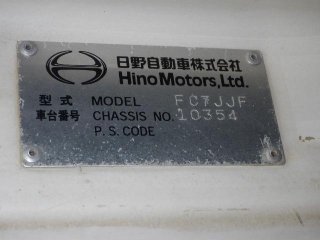 日野自動車株式会社
Hino Motors, Ltd.
型式 MODEL FC7JJF
車台番号 CHASSIS NO. 10354
P.S. CODE